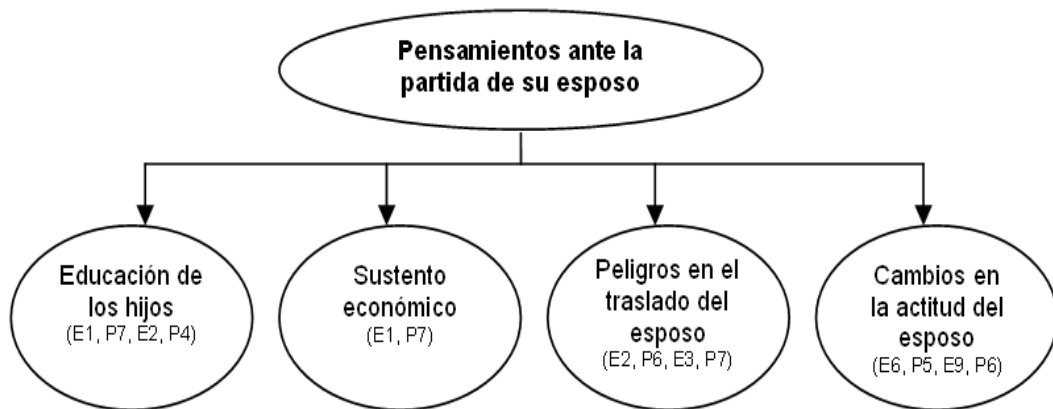 Pensamientos ante la
partida de su esposo
Educación de
los hijos
(E1, P7, E2, P4)
Sustento
económico
(E1, P7)
Peligros en el
traslado del
esposo
(E2, P6, E3, P7)
Cambios en
la actitud del
esposo
(E6, P5, E9, P6)